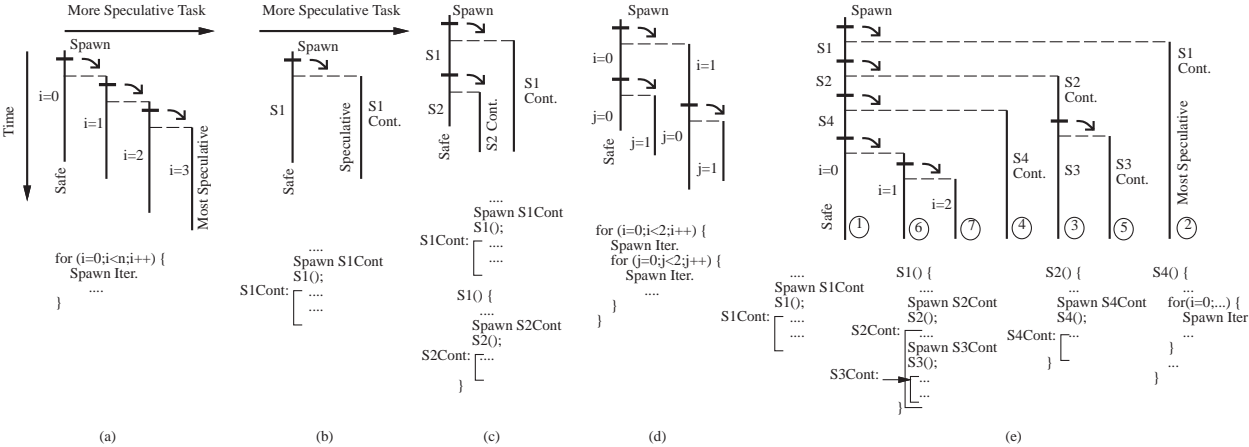 More Speculative Task
Spawn
Time
i=0
i=1
i=2
i=3
Safe
Most Speculative
for (i=0;i<n;i++) {
Spawn Iter.
....
}
(a)
More Speculative Task
Spawn
S1
Speculative
S1
Cont.
Safe
....
Spawn S1Cont
S1();
S1Cont:
....
....
....
(b)
Spawn
S1
S1
Cont.
S2
S2 Cont.
Safe
....
Spawn S1Cont
S1();
S1Cont:
....
....
....
S1() {
....
Spawn S2Cont
S2();
S2Cont:
....
....
}
(c)
Spawn
i=0
i=1
j=0
j=1
j=0
j=1
Safe
for (i=0;i<2;i++) {
Spawn Iter.
for (j=0;j<2;j++) {
Spawn Iter.
....
}
}
(d)
Spawn
S1
S1
Cont.
S2
S2
Cont.
S4
S4
Cont.
S3
S3
Cont.
i=0
i=1
i=2
Safe
Most Speculative
1
6
7
4
3
5
2
....
Spawn S1Cont
S1();
S1Cont:
....
....
....
S1() {
...
Spawn S2Cont
S2();
S2Cont:
....
Spawn S3Cont
S3();
S3Cont:
...
...
}
S2() {
...
Spawn S4Cont
S4();
S4Cont:
...
}
S4() {
...
for(i=0;...) {
Spawn Iter
...
}
...
}
(e)